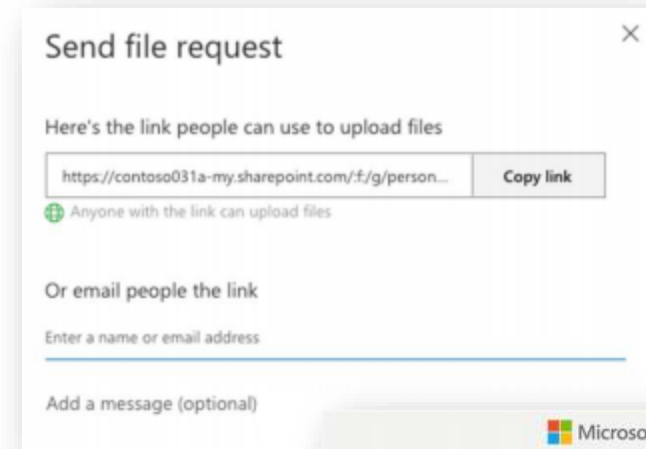 Send file request
Here's the link people can use to upload files
https://contoso031a-my.sharepoint.com/:f:/g/person...
Copy link
Anyone with the link can upload files
Or email people the link
Enter a name or email address
Add a message (optional)
Microso